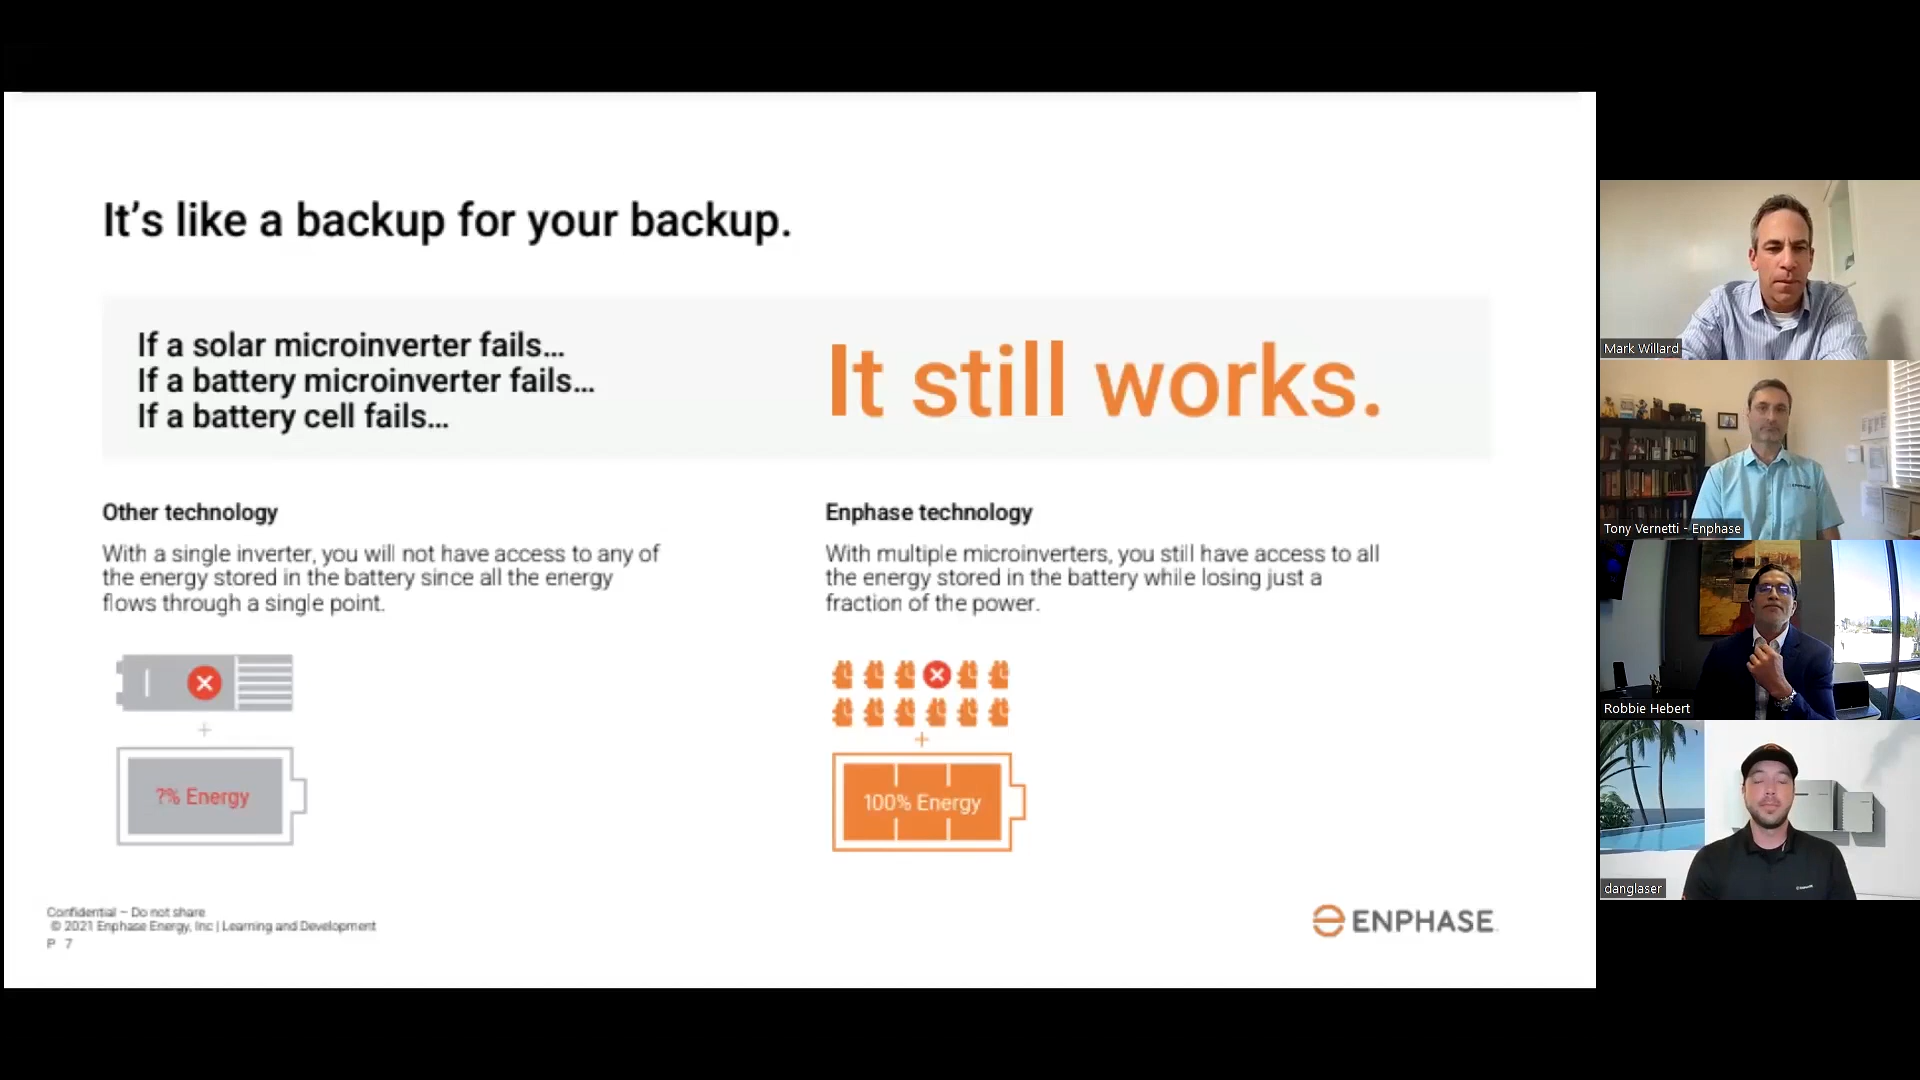 It's like a backup for your backup.
If a solar microinverter fails...
If a battery microinverter fails...
If a battery cell fails...
It still works.
Other technology
With a single inverter, you will not have access to any of
the energy stored in the battery since all the energy
flows through a single point.
?% Energy
Enphase technology
With multiple microinverters, you still have access to all
the energy stored in the battery while losing just a
fraction of the power.
100% Energy
Confidential – Do not share
© 2021 Enphase Energy, Inc | Learning and Development
P 7
ENPHASE
Mark Willard
Tony Vernetti - Enphase
Robbie Hebert
danglaser